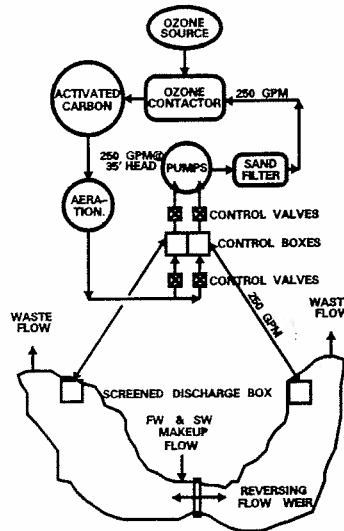 OZONE
SOURCE
ACTIVATED
CARBON
OZONE
CONTACTOR
250 GPM
250 GPM@
35' HEAD
PUMPS
SAND
FILTER
AERA-
TION.
CONTROL VALVES
CONTROL BOXES
CONTROL VALVES
250 GPM
WASTE
FLOW
WASTE
FLOW
SCREENED DISCHARGE BOX
FW & SW
MAKEUP
FLOW
REVERSING
FLOW WEIR